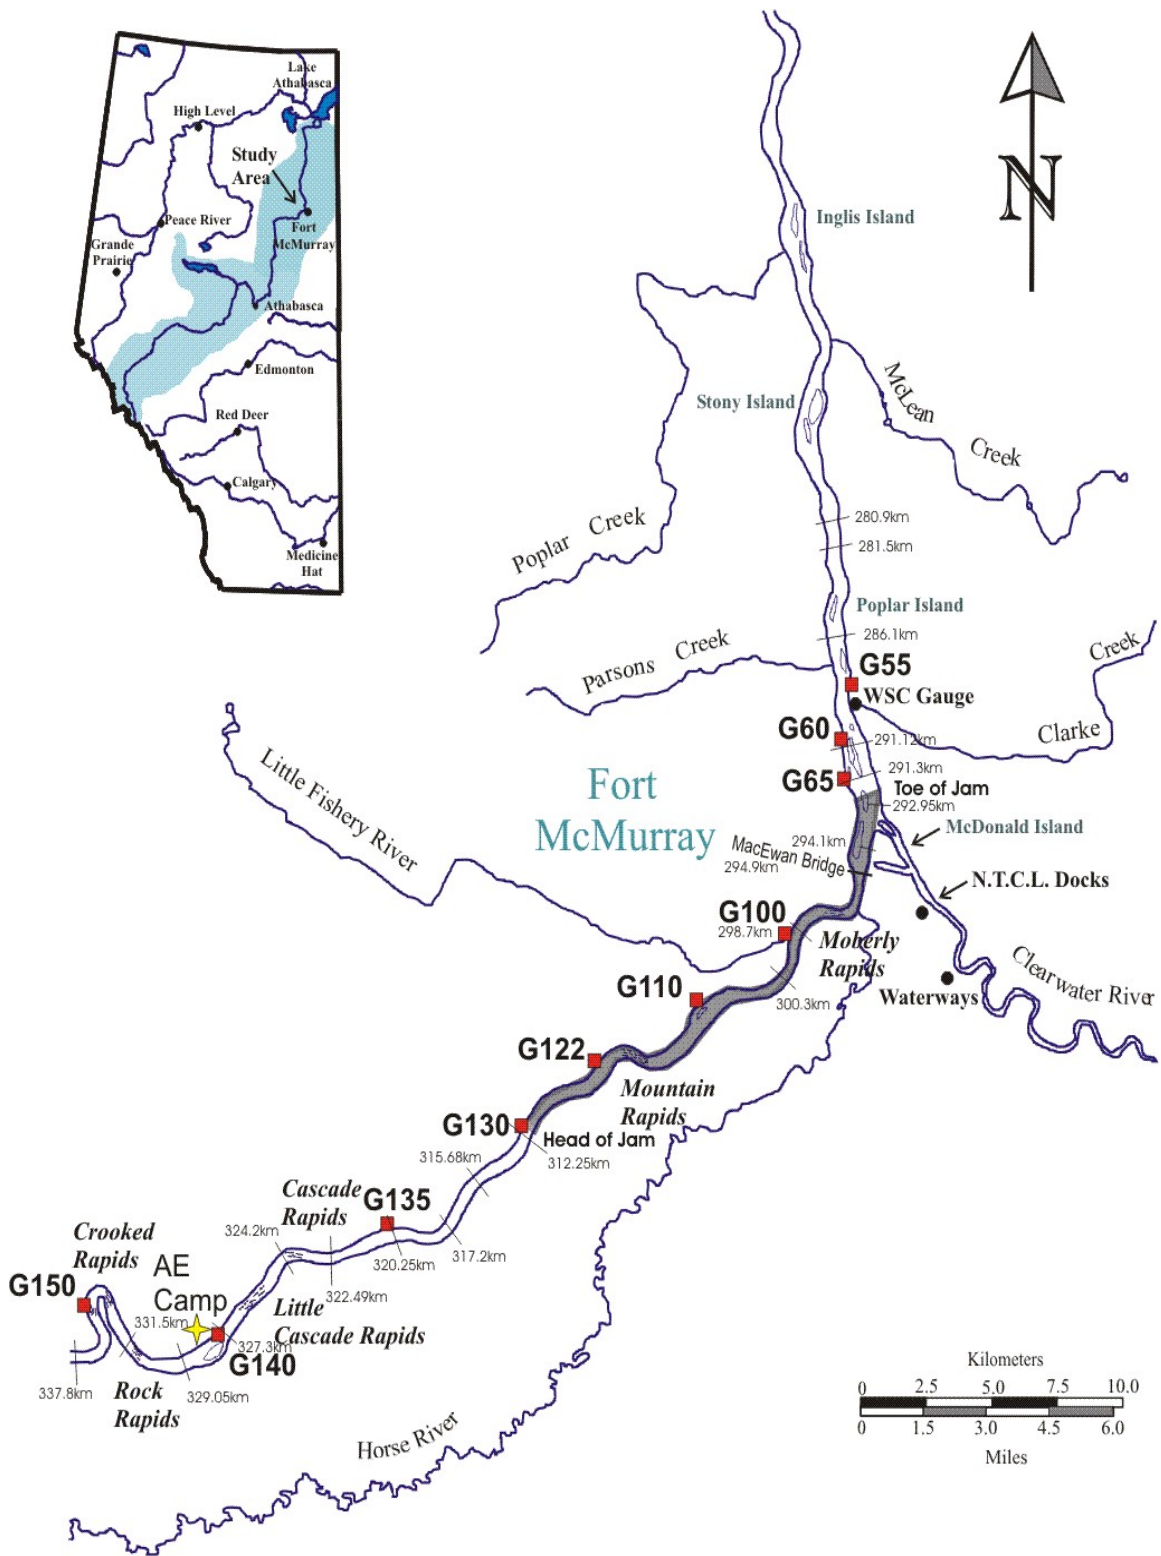 Lake
Athabasca
High Level
Study
Area
Peace River
Fort
McMurray
Grande
Prairie
Athabasca
Edmonton
Red Deer
Calgary
Medicine
Hat
N
Inglis Island
Stony Island
McLean
Creek
Poplar Creek
280.9km
281.5km
Poplar Island
286.1km
Parsons Creek
G55
WSC Gauge
Creek
Clarke
G60
291.12km
G65
291.3km
Toe of Jam
292.95km
Fort
McMurray
Little Fishery River
294.1km
McDonald Island
MacEwan Bridge
294.9km
N.T.C.L. Docks
G100
298.7km
Moberly
Rapids
Clearwater River
Waterways
300.3km
G110
G122
Mountain
Rapids
G130
Head of Jam
312.25km
315.68km
Cascade
Rapids
G135
324.2km
317.2km
320.25km
322.49km
Crooked
Rapids
AE
Camp
G150
331.5km
Little
Cascade Rapids
327.3km
G140
337.8km
329.05km
Rock
Rapids
Horse River
Kilometers
0 2.5 5.0 7.5 10.0
0 1.5 3.0 4.5 6.0
Miles